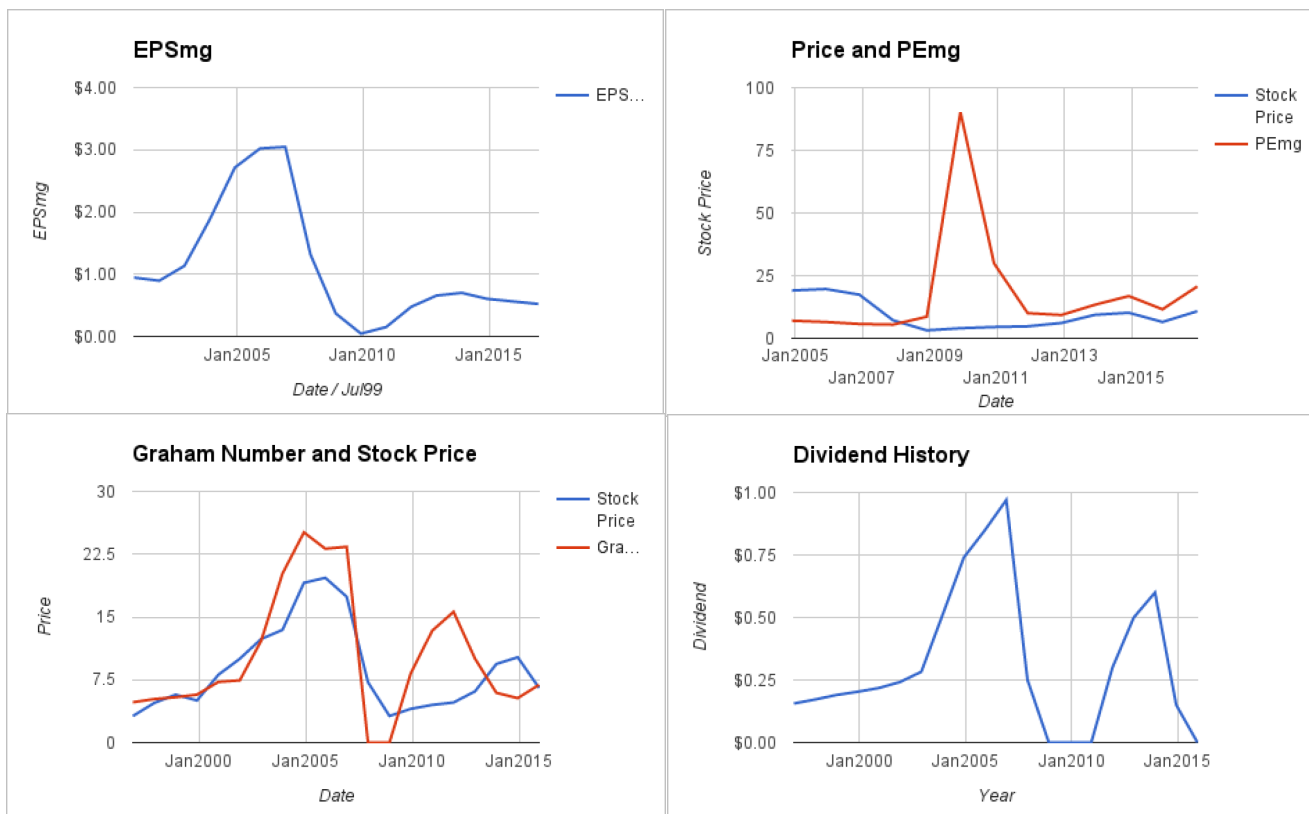 EPSmg
$4.00
$3.00
$2.00
$1.00
$0.00
EPSmg
Jan2005
Jan2010
Jan2015
Date / Jul99
EPS…
Price and PEmg
100
75
50
25
0
Stock Price
Jan2005
Jan2009
Jan2013
Jan2007
Jan2011
Jan2015
Date
Stock
Price
PEmg
Graham Number and Stock Price
30
22.5
15
7.5
0
Price
Jan2000
Jan2005
Jan2010
Jan2015
Date
Stock
Price
Gra…
Dividend History
$1.00
$0.75
$0.50
$0.25
$0.00
Dividend
Jan2000
Jan2005
Jan2010
Jan2015
Year